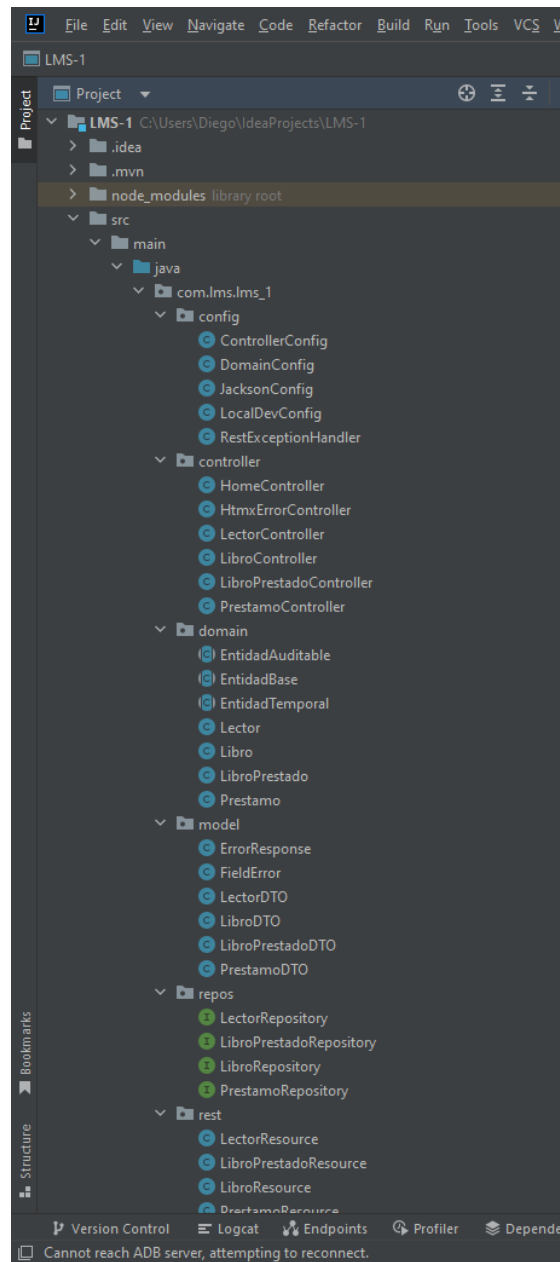 File Edit View Navigate Code Refactor Build Run Tools VCS
LMS-1
Project
Project
LMS-1 C:\Users\Diego\IdeaProjects\LMS-1
.idea
.mvn
node_modules library root
src
main
java
com.lms.lms_1
config
ControllerConfig
DomainConfig
JacksonConfig
LocalDevConfig
RestExceptionHandler
controller
HomeController
HtmxErrorController
LectorController
LibroController
LibroPrestadoController
PrestamoController
domain
EntidadAuditable
EntidadBase
EntidadTemporal
Lector
Libro
LibroPrestado
Prestamo
model
ErrorResponse
FieldError
LectorDTO
LibroDTO
LibroPrestadoDTO
PrestamoDTO
repos
LectorRepository
LibroPrestadoRepository
LibroRepository
PrestamoRepository
rest
LectorResource
LibroPrestadoResource
LibroResource
PrestamoResource
Bookmarks
Structure
Version Control Logcat Endpoints Profiler Depende
Cannot reach ADB server, attempting to reconnect.